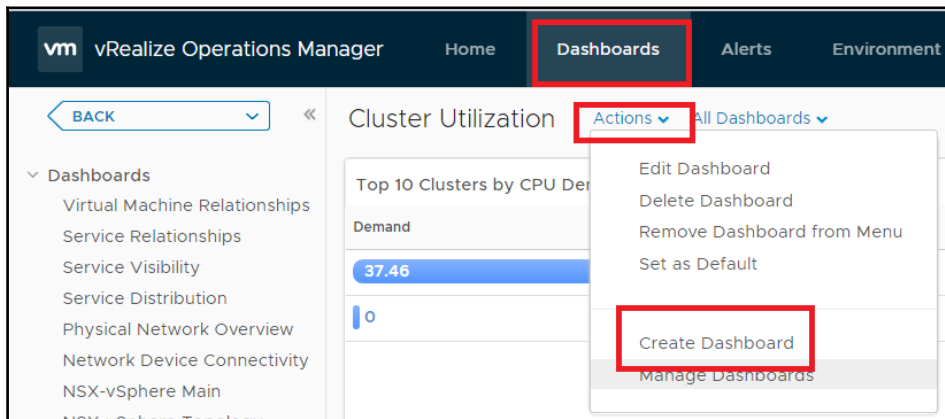 vm vRealize Operations Manager Home Dashboards Alerts Environment
BACK
Cluster Utilization Actions All Dashboards
Dashboards
Virtual Machine Relationships
Service Relationships
Service Visibility
Service Distribution
Physical Network Overview
Network Device Connectivity
NSX-vSphere Main
NSX-vSphere Topology
Top 10 Clusters by CPU
Demand
37.46
0
Edit Dashboard
Delete Dashboard
Remove Dashboard from Menu
Set as Default
Create Dashboard
Manage Dashboards